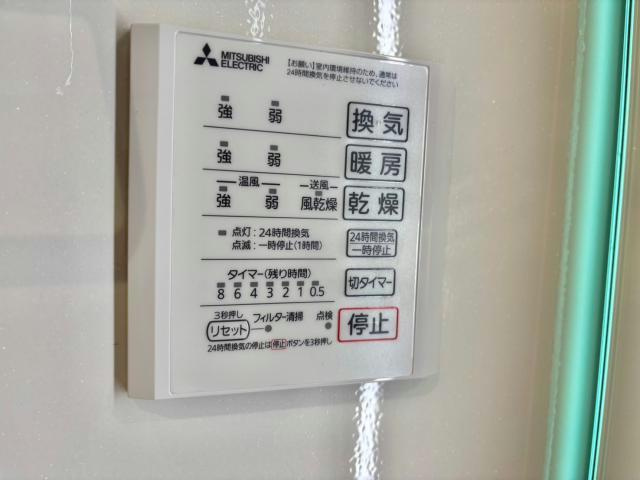 MITSUBISHI
ELECTRIC
【お願い】室内環境維持のため、通常は
24時間換気を停止させないでください
強 弱 換気
強 弱 暖房
温風 送風
強 弱 風乾燥 乾燥
点灯:24時間換気
点滅:一時停止(1時間)
24時間換気
一時停止
タイマー(残り時間)
8 6 4 3 2 1 0.5
切タイマー
3秒押し
リセット フィルター清掃 点検
停止
24時間換気の停止は停止ボタンを3秒押し